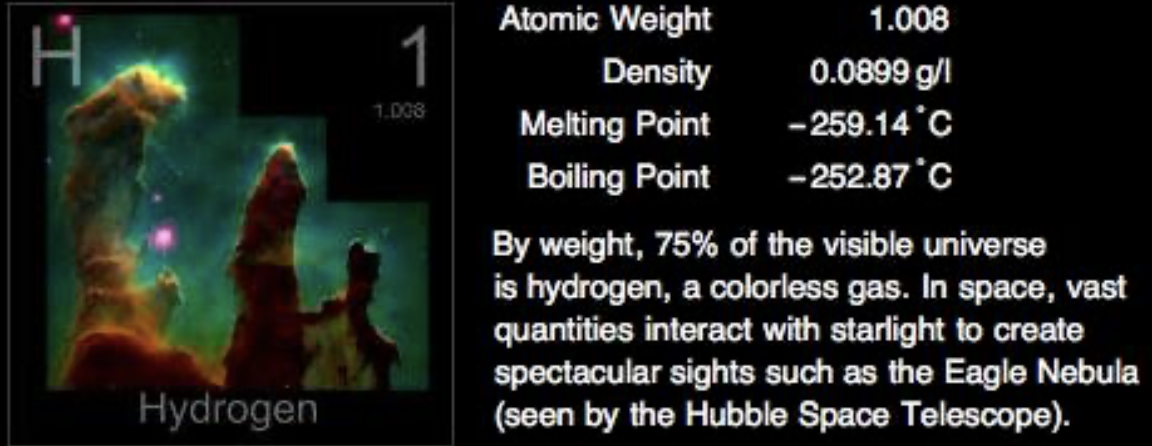 H 1
1.008
Hydrogen
Atomic Weight 1.008
Density 0.0899 g/l
Melting Point −259.14 °C
Boiling Point −252.87 °C
By weight, 75% of the visible universe
is hydrogen, a colorless gas. In space, vast
quantities interact with starlight to create
spectacular sights such as the Eagle Nebula
(seen by the Hubble Space Telescope).